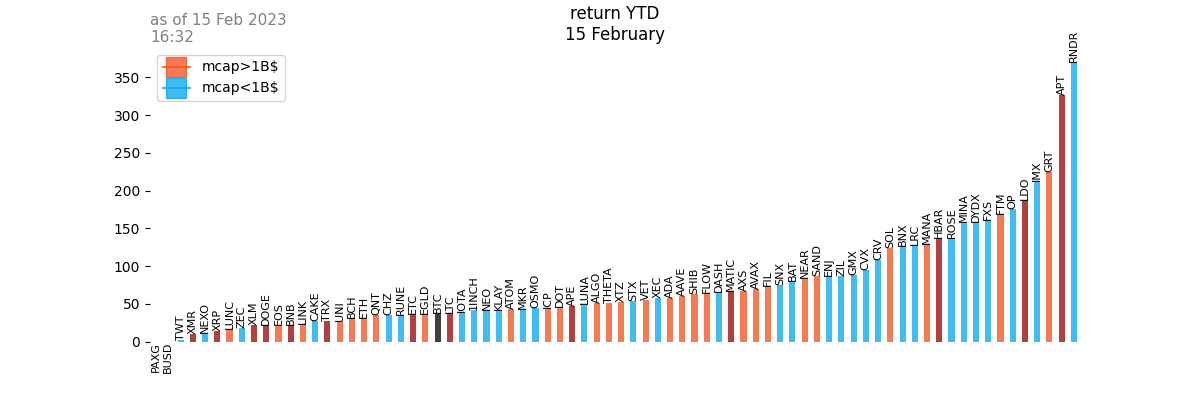 as of 15 Feb 2023
16:32
return YTD
15 February
mcap>1B$
mcap<1B$
350
300
250
200
150
100
50
0
PAXG
BUSD
TWT
XMR
NEXO
XRP
LUNC
ZEC
XLM
DOGE
EOS
BNB
LINK
CAKE
TRX
UNI
BCH
ETH
QNT
CHZ
RUNE
ETC
EGLD
BTC
LTC
IOTA
1INCH
NEO
KLAY
ATOM
MKR
OSMO
ICP
DOT
APE
LUNA
ALGO
THETA
XTZ
STX
VET
XEC
ADA
AAVE
SHIB
FLOW
DASH
MATIC
AXS
AVAX
FIL
SNX
BAT
NEAR
SAND
ENJ
ZIL
GMX
CVX
CRV
SOL
BNX
LRC
MANA
HBAR
ROSE
MINA
DYDX
FXS
FTM
OP
LDO
IMX
GRT
APT
RNDR